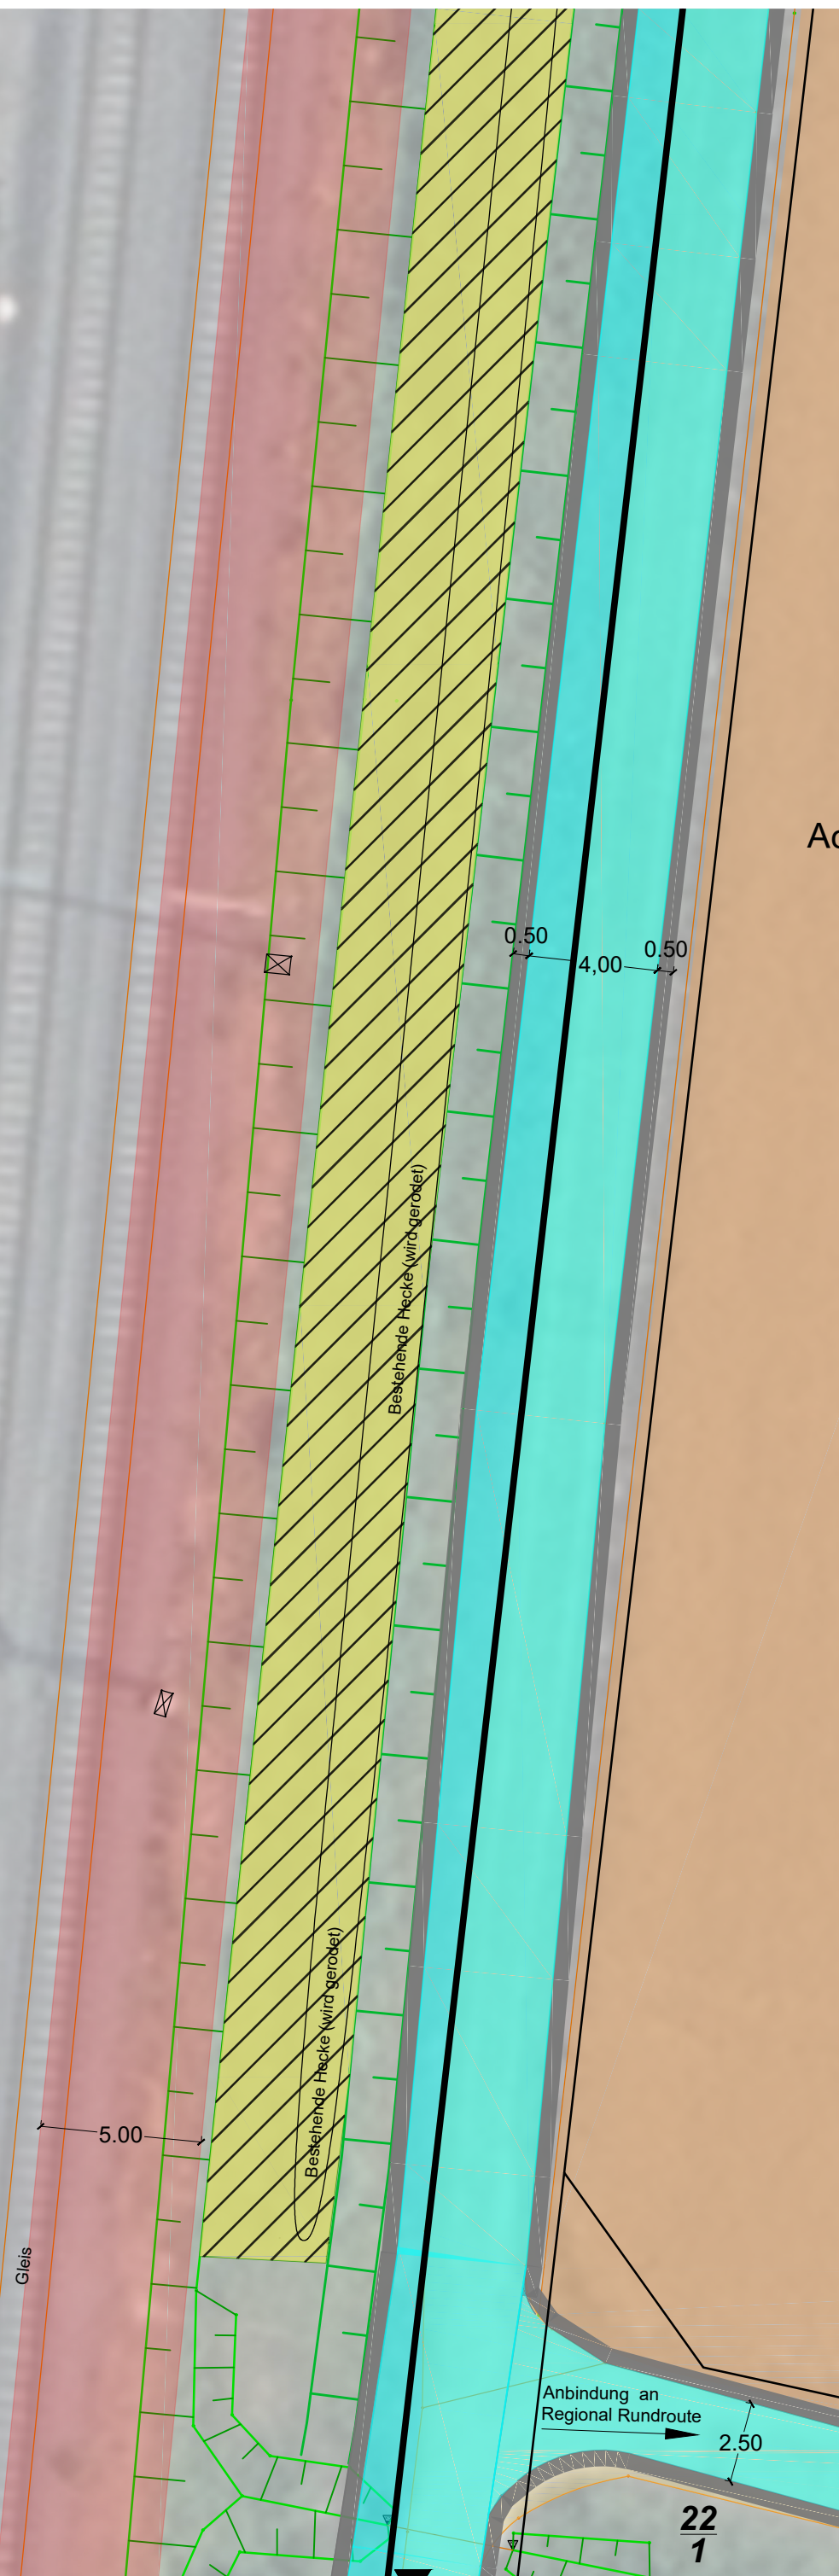 Ac
0.50
4,00
0.50
Bestehende Hecke (wird gerodet)
Bestehende Hecke (wird gerodet)
5.00
Gleis
Anbindung an
Regional Rundroute
2.50
22
1